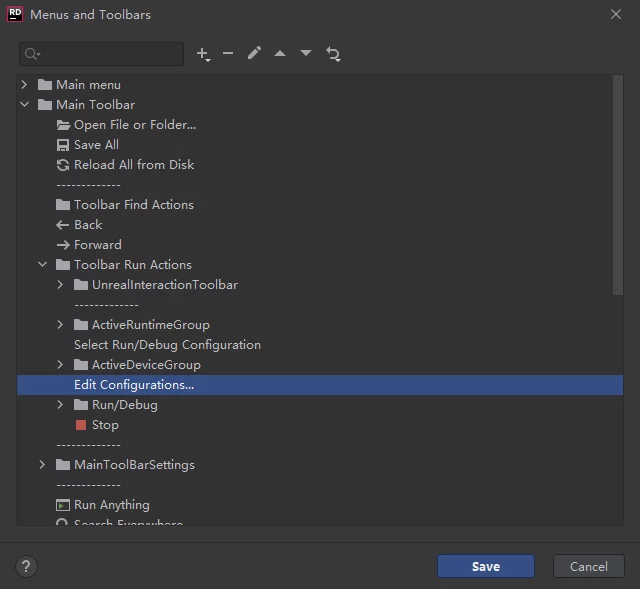 RD Menus and Toolbars
Main menu
Main Toolbar
Open File or Folder...
Save All
Reload All from Disk
-------------
Toolbar Find Actions
Back
Forward
Toolbar Run Actions
UnrealInteractionToolbar
-------------
ActiveRuntimeGroup
Select Run/Debug Configuration
ActiveDeviceGroup
Edit Configurations...
Run/Debug
Stop
-------------
MainToolBarSettings
-------------
Run Anything
Search Everywhere
? Save Cancel